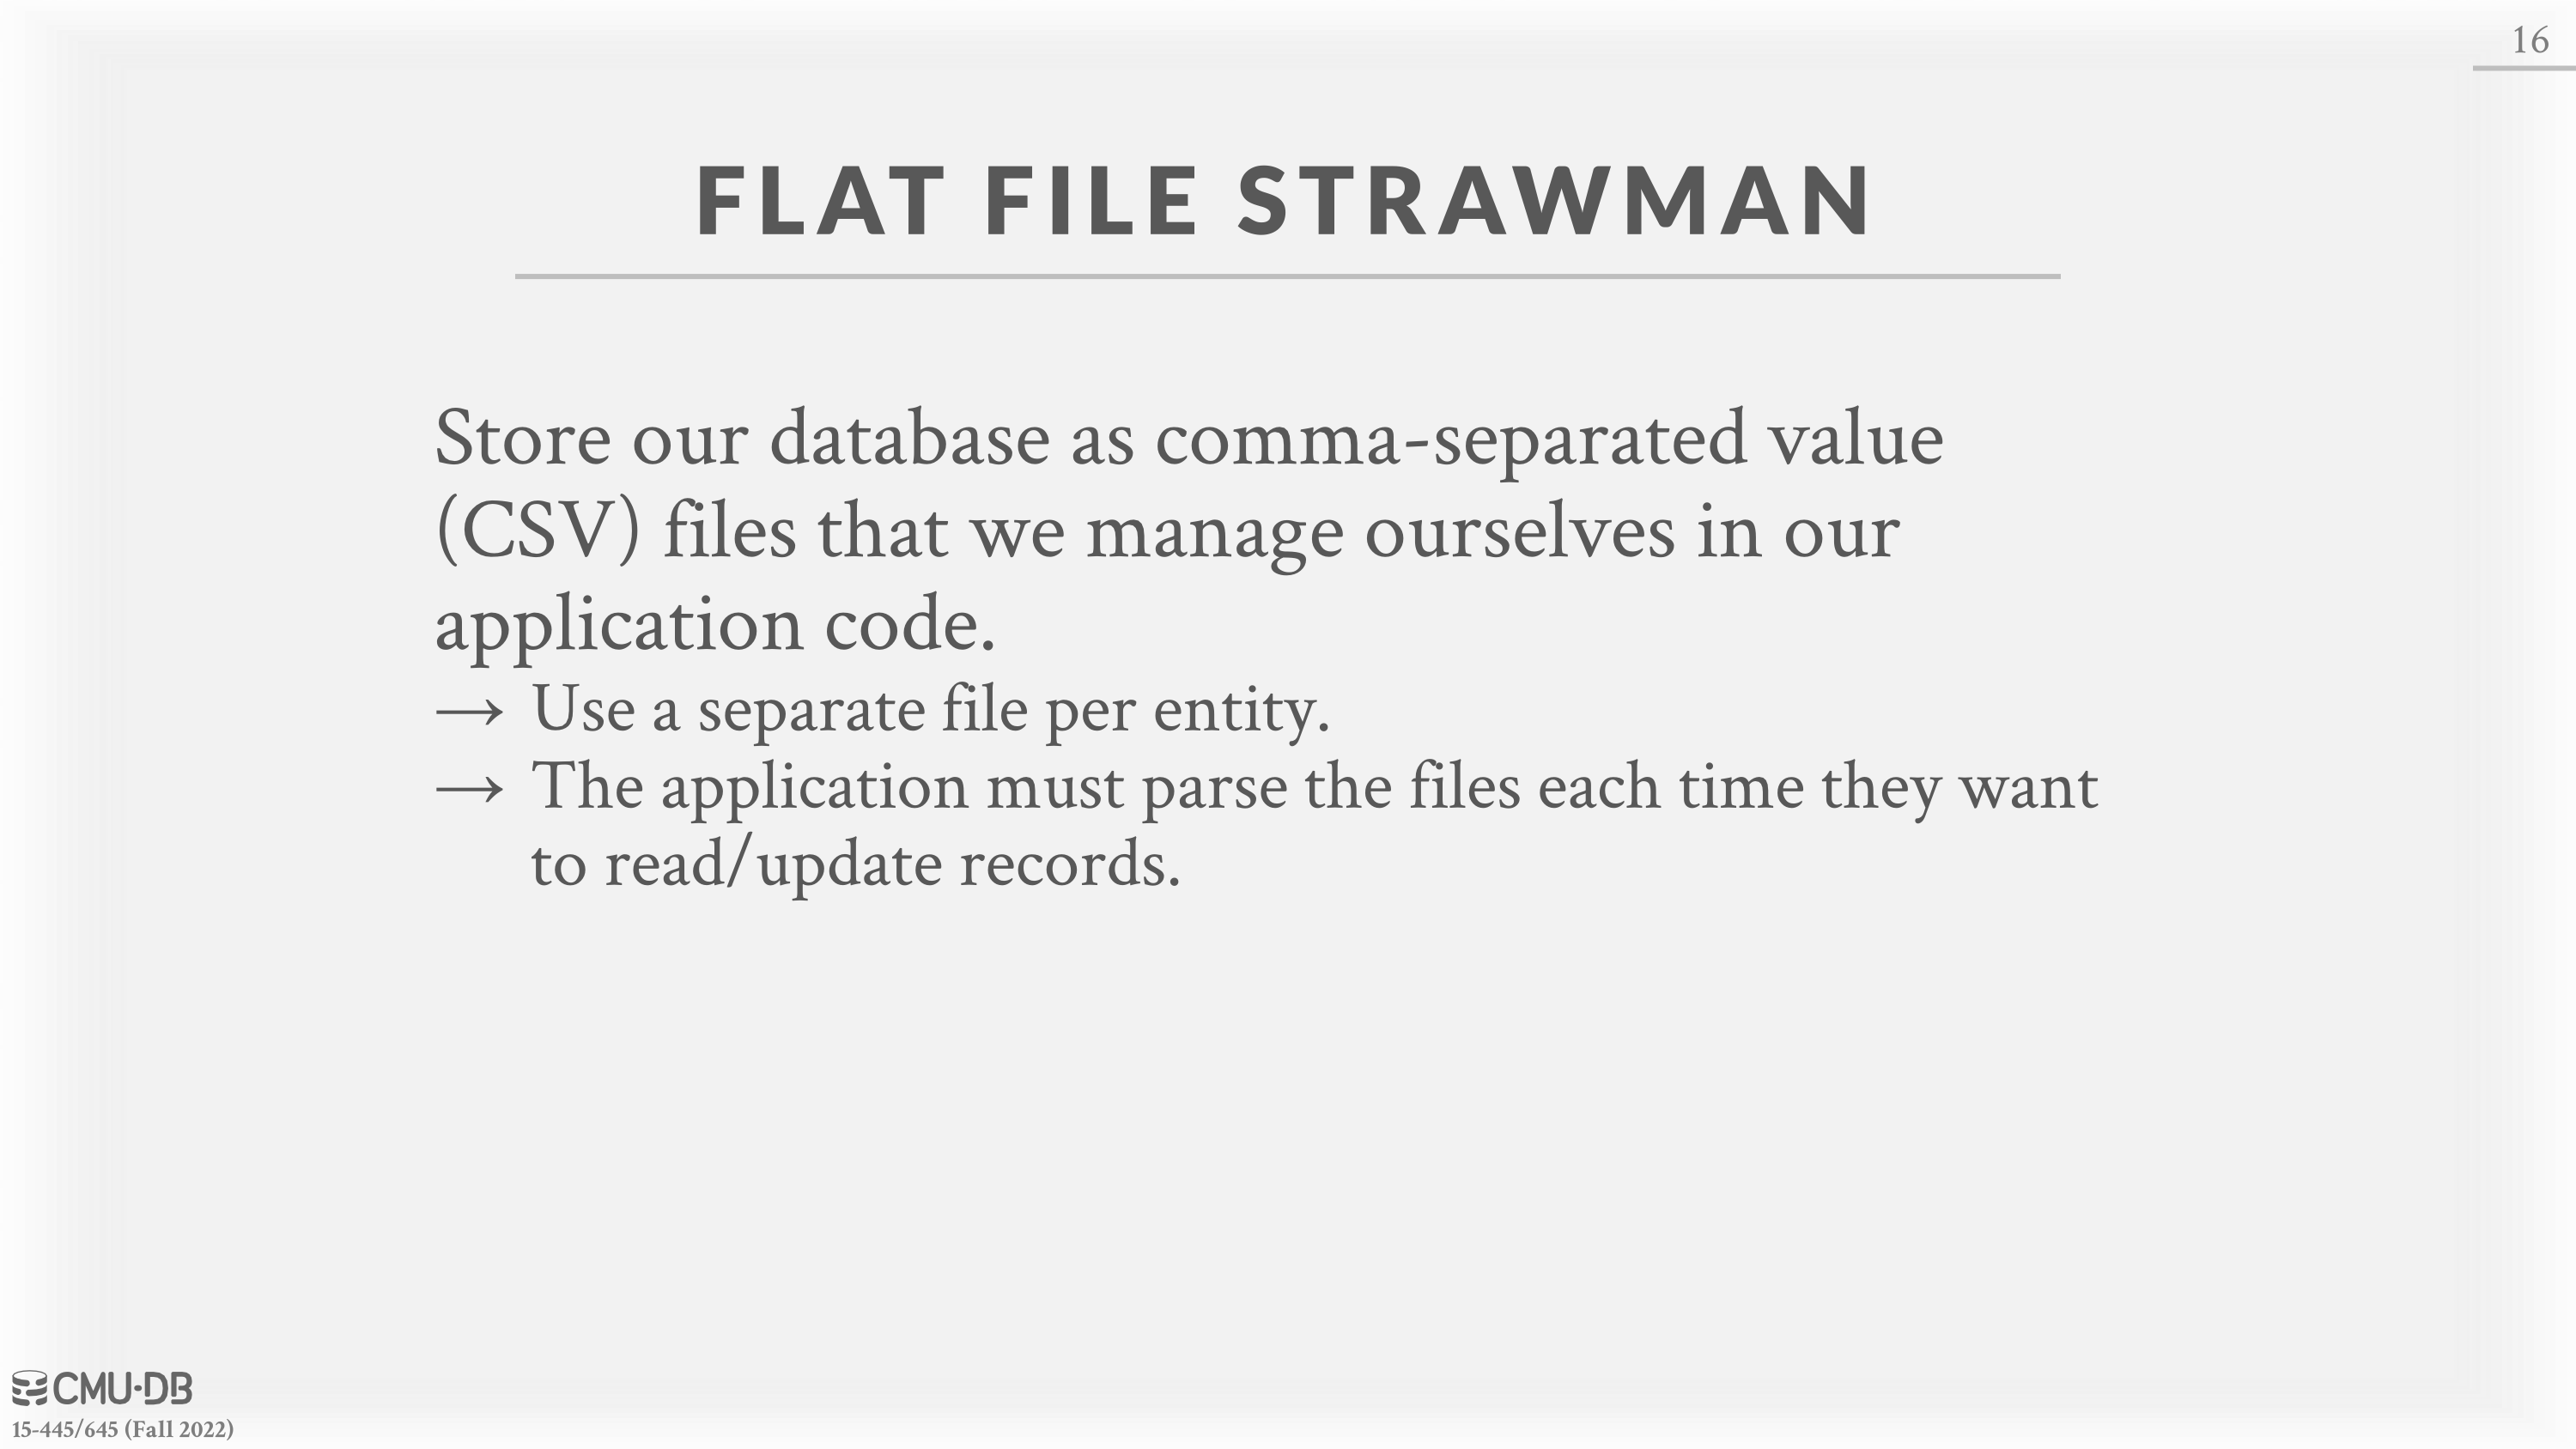 16
FLAT FILE STRAWMAN
Store our database as comma-separated value
(CSV) files that we manage ourselves in our
application code.
→ Use a separate file per entity.
→ The application must parse the files each time they want
to read/update records.
CMU·DB
15-445/645 (Fall 2022)